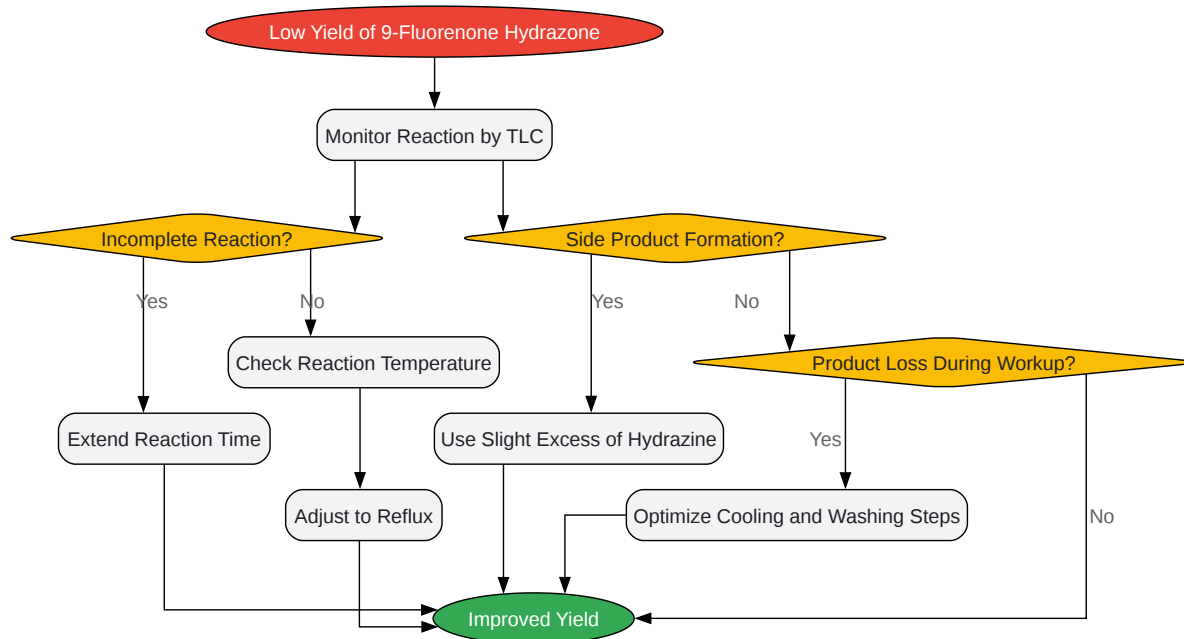 Low Yield of 9-Fluorenone Hydrazone
Monitor Reaction by TLC
Incomplete Reaction?
Side Product Formation?
Yes
No
Yes
No
Check Reaction Temperature
Product Loss During Workup?
Extend Reaction Time
Use Slight Excess of Hydrazine
Yes
Adjust to Reflux
Optimize Cooling and Washing Steps
No
Improved Yield